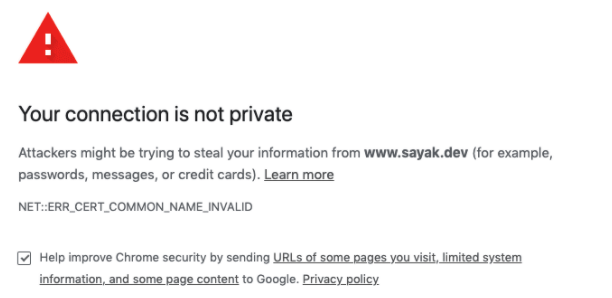 Your connection is not private
Attackers might be trying to steal your information from www.sayak.dev (for example,
passwords, messages, or credit cards). Learn more
NET::ERR_CERT_COMMON_NAME_INVALID
Help improve Chrome security by sending URLs of some pages you visit, limited system
information, and some page content to Google. Privacy policy